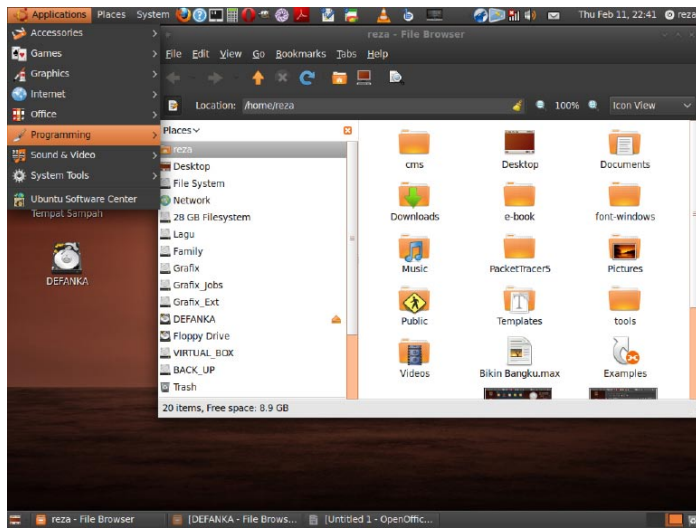 Applications Places System Thu Feb 11, 22:41 reza
Accessories
Games
Graphics
Internet
Office
Programming
Sound & Video
System Tools
Ubuntu Software Center
Tempat Sampah
DEFANKA
reza - File Browser
File Edit View Go Bookmarks Tabs Help
Location: /home/reza 100% Icon View
Places
reza
Desktop
File System
Network
28 GB Filesystem
Lagu
Family
Grafix
Grafix_Jobs
Grafix_Ext
DEFANKA
Floppy Drive
VIRTUAL_BOX
BACK_UP
Trash
cms Desktop Documents
Downloads e-book font-windows
Music PacketTracer5 Pictures
Public Templates tools
Videos Bikin Bangku.max Examples
20 items, Free space: 8.9 GB
reza - File Browser [DEFANKA - File Brows... [Untitled 1 - OpenOffic...